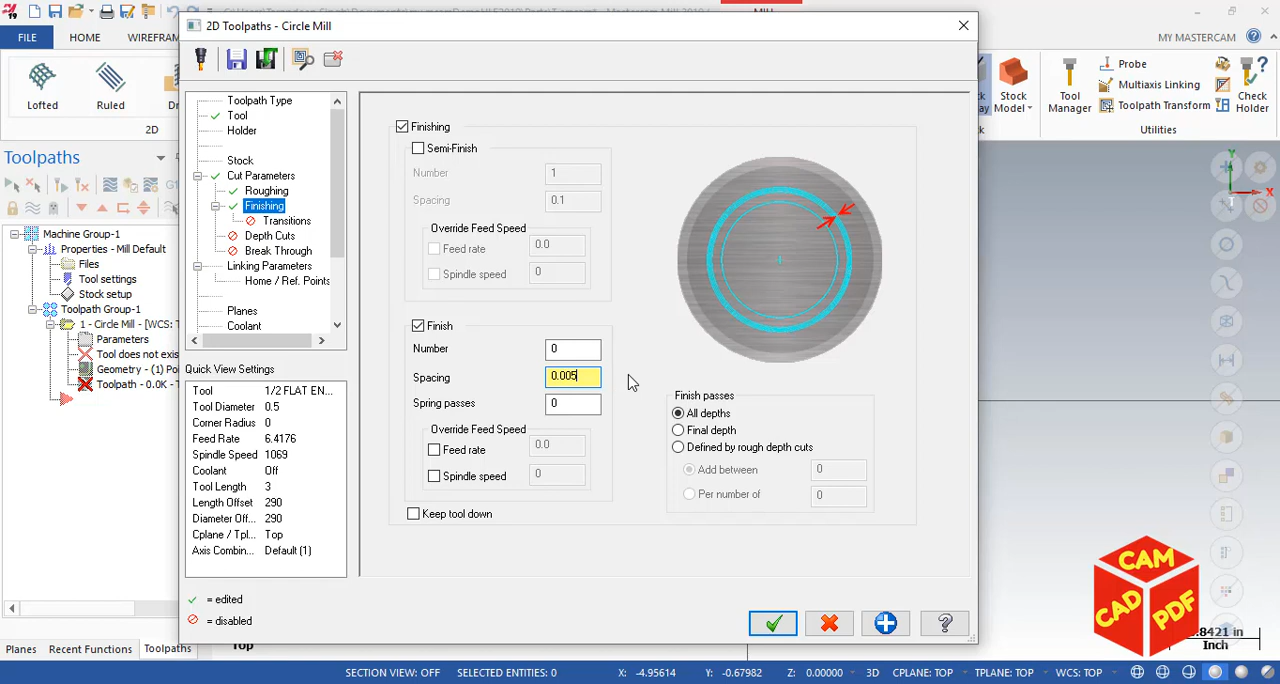 19
FILE
HOME
WIREFRAM
MY MASTERCAM
2D Toolpaths - Circle Mill
Lofted
Ruled
2D
Stock
Model
Tool
Manager
Probe
Multiaxis Linking
Toolpath Transform
Check
Holder
Utilities
Toolpaths
Machine Group-1
Properties - Mill Default
Files
Tool settings
Stock setup
Toolpath Group-1
1 - Circle Mill - [WCS: T
Parameters
Tool does not exis
Geometry - (1) Poi
Toolpath - 0.0K - T
Toolpath Type
Tool
Holder
Stock
Cut Parameters
Roughing
Finishing
Transitions
Depth Cuts
Break Through
Linking Parameters
Home / Ref. Points
Planes
Coolant
Quick View Settings
Tool 1/2 FLAT EN...
Tool Diameter 0.5
Corner Radius 0
Feed Rate 6.4176
Spindle Speed 1069
Coolant Off
Tool Length 3
Length Offset 290
Diameter Off... 290
Cplane / Tpl... Top
Axis Combin... Default (1)
= edited
= disabled
Finishing
Semi-Finish
Number 1
Spacing 0.1
Override Feed Speed
Feed rate 0.0
Spindle speed 0
Finish
Number 0
Spacing 0.005
Spring passes 0
Override Feed Speed
Feed rate 0.0
Spindle speed 0
Keep tool down
Finish passes
All depths
Final depth
Defined by rough depth cuts
Add between 0
Per number of 0
CAM
CAD
PDF
.8421 in
Inch
Planes Recent Functions Toolpaths
Top
SECTION VIEW: OFF SELECTED ENTITIES: 0 X: -4.95614 Y: -0.67982 Z: 0.00000 3D CPLANE: TOP TPLANE: TOP WCS: TOP